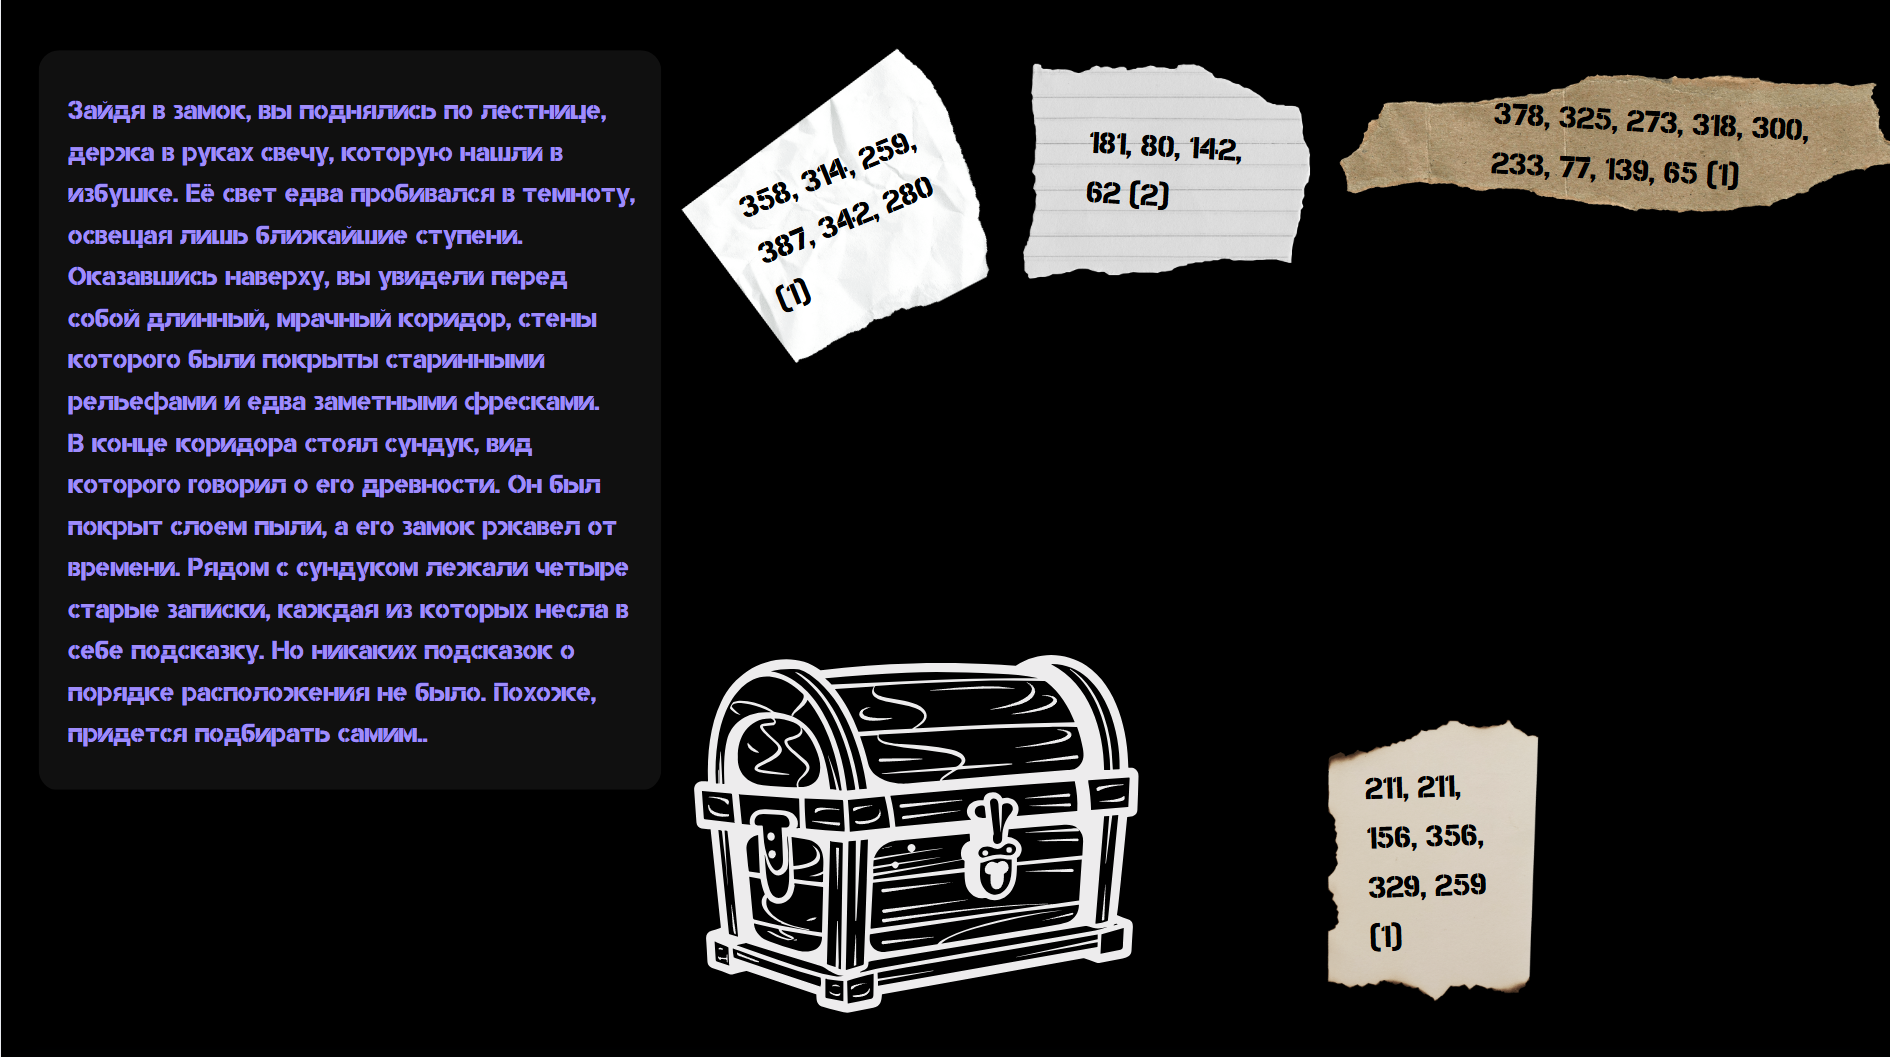 Зайдя в замок, вы поднялись по лестнице,
держа в руках свечу, которую нашли в
избушке. Её свет едва пробивался в темноту,
освещая лишь ближайшие ступени.
Оказавшись наверху, вы увидели перед
собой длинный, мрачный коридор, стены
которого были покрыты старинными
рельефами и едва заметными фресками.
В конце коридора стоял сундук, вид
которого говорил о его древности. Он был
покрыт слоем пыли, а его замок ржавел от
времени. Рядом с сундуком лежали четыре
старые записки, каждая из которых несла в
себе подсказку. Но никаких подсказок о
порядке расположения не было. Похоже,
придется подбирать самим..
358, 314, 259,
387, 342, 280
(1)
181, 80, 142,
62 (2)
378, 325, 273, 318, 300,
233, 77, 139, 65 (1)
211, 211,
156, 356,
329, 259
(1)